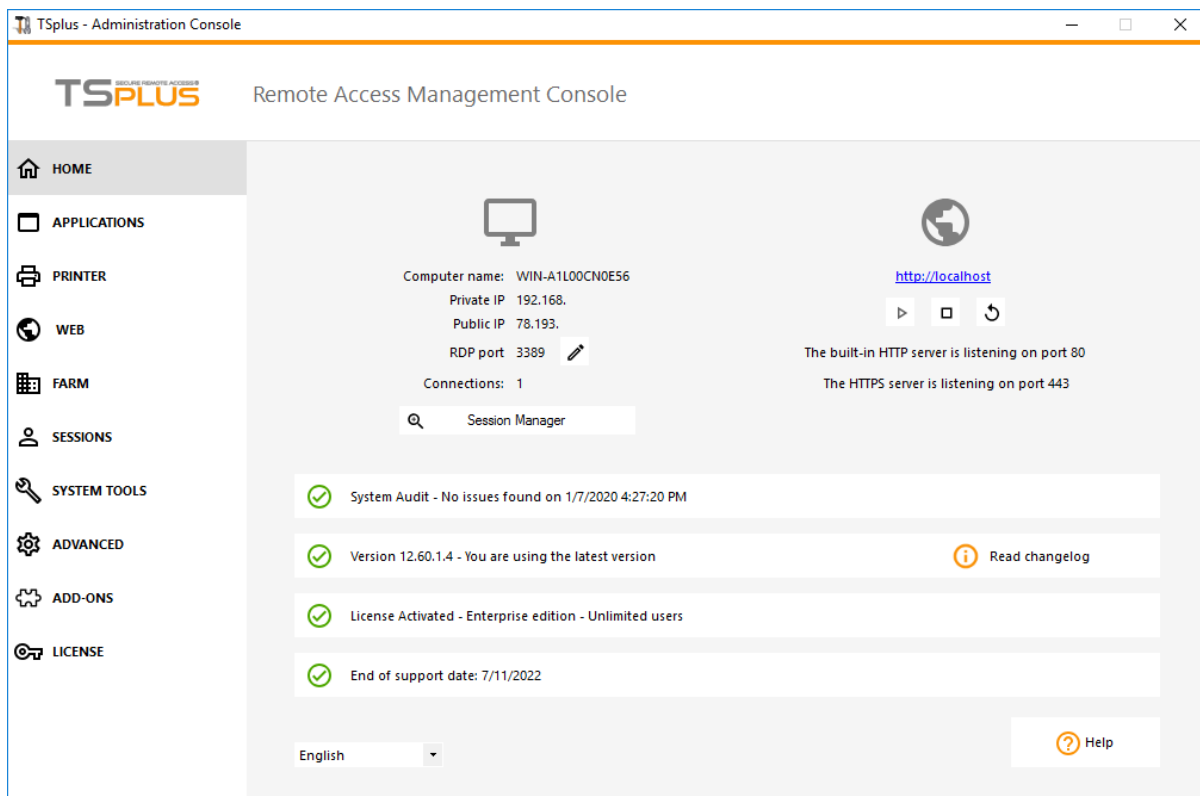 TSplus - Administration Console
TSPLUS
SECURE REMOTE ACCESS®
Remote Access Management Console
HOME
APPLICATIONS
PRINTER
WEB
FARM
SESSIONS
SYSTEM TOOLS
ADVANCED
ADD-ONS
LICENSE
Computer name: WIN-A1L00CN0E56
Private IP 192.168.
Public IP 78.193.
RDP port 3389
Connections: 1
Session Manager
http://localhost
The built-in HTTP server is listening on port 80
The HTTPS server is listening on port 443
System Audit - No issues found on 1/7/2020 4:27:20 PM
Version 12.60.1.4 - You are using the latest version
Read changelog
License Activated - Enterprise edition - Unlimited users
End of support date: 7/11/2022
English
Help